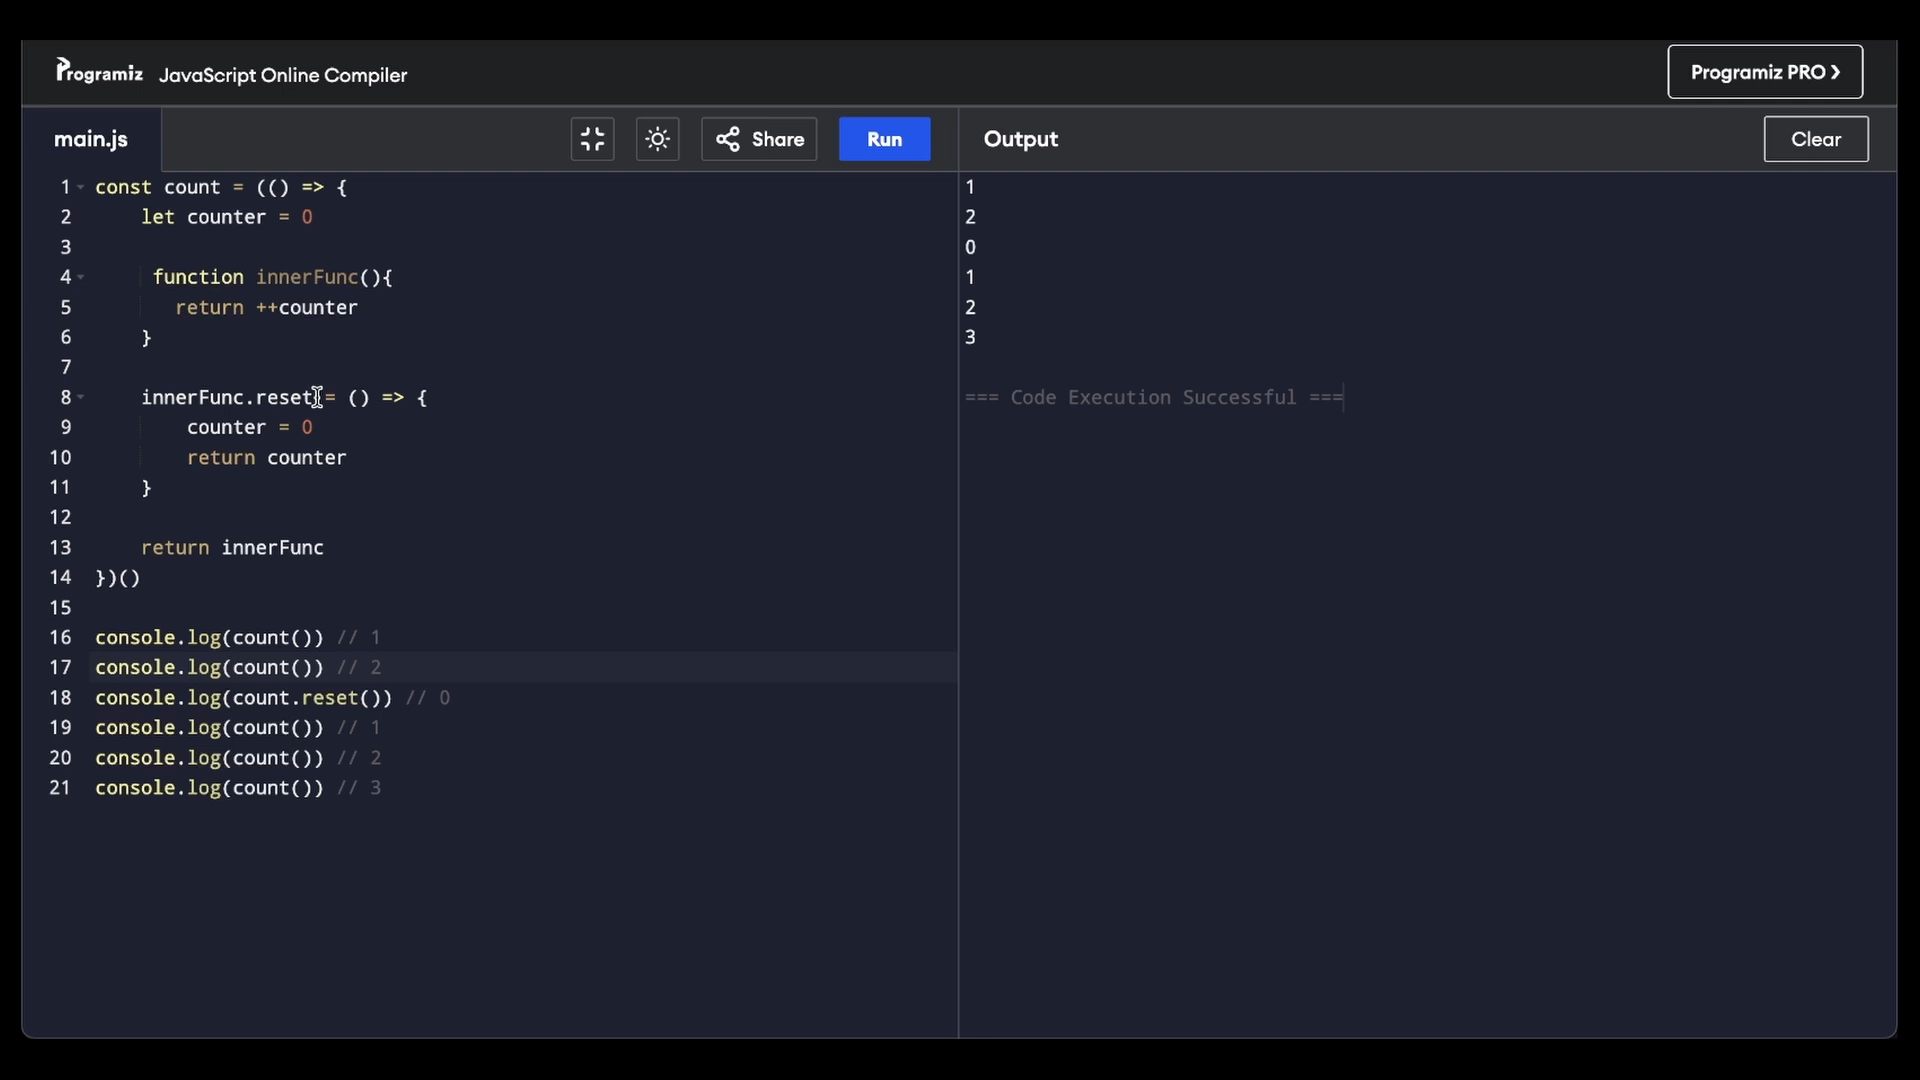 Programiz JavaScript Online Compiler
Programiz PRO ❯
main.js
Share
Run
Output
Clear
1 const count = (() => {
2     let counter = 0
3
4      function innerFunc(){
5        return ++counter
6     }
7
8     innerFunc.reset = () => {
9         counter = 0
10         return counter
11     }
12
13     return innerFunc
14 })()
15
16 console.log(count()) // 1
17 console.log(count()) // 2
18 console.log(count.reset()) // 0
19 console.log(count()) // 1
20 console.log(count()) // 2
21 console.log(count()) // 3
1
2
0
1
2
3
=== Code Execution Successful ===